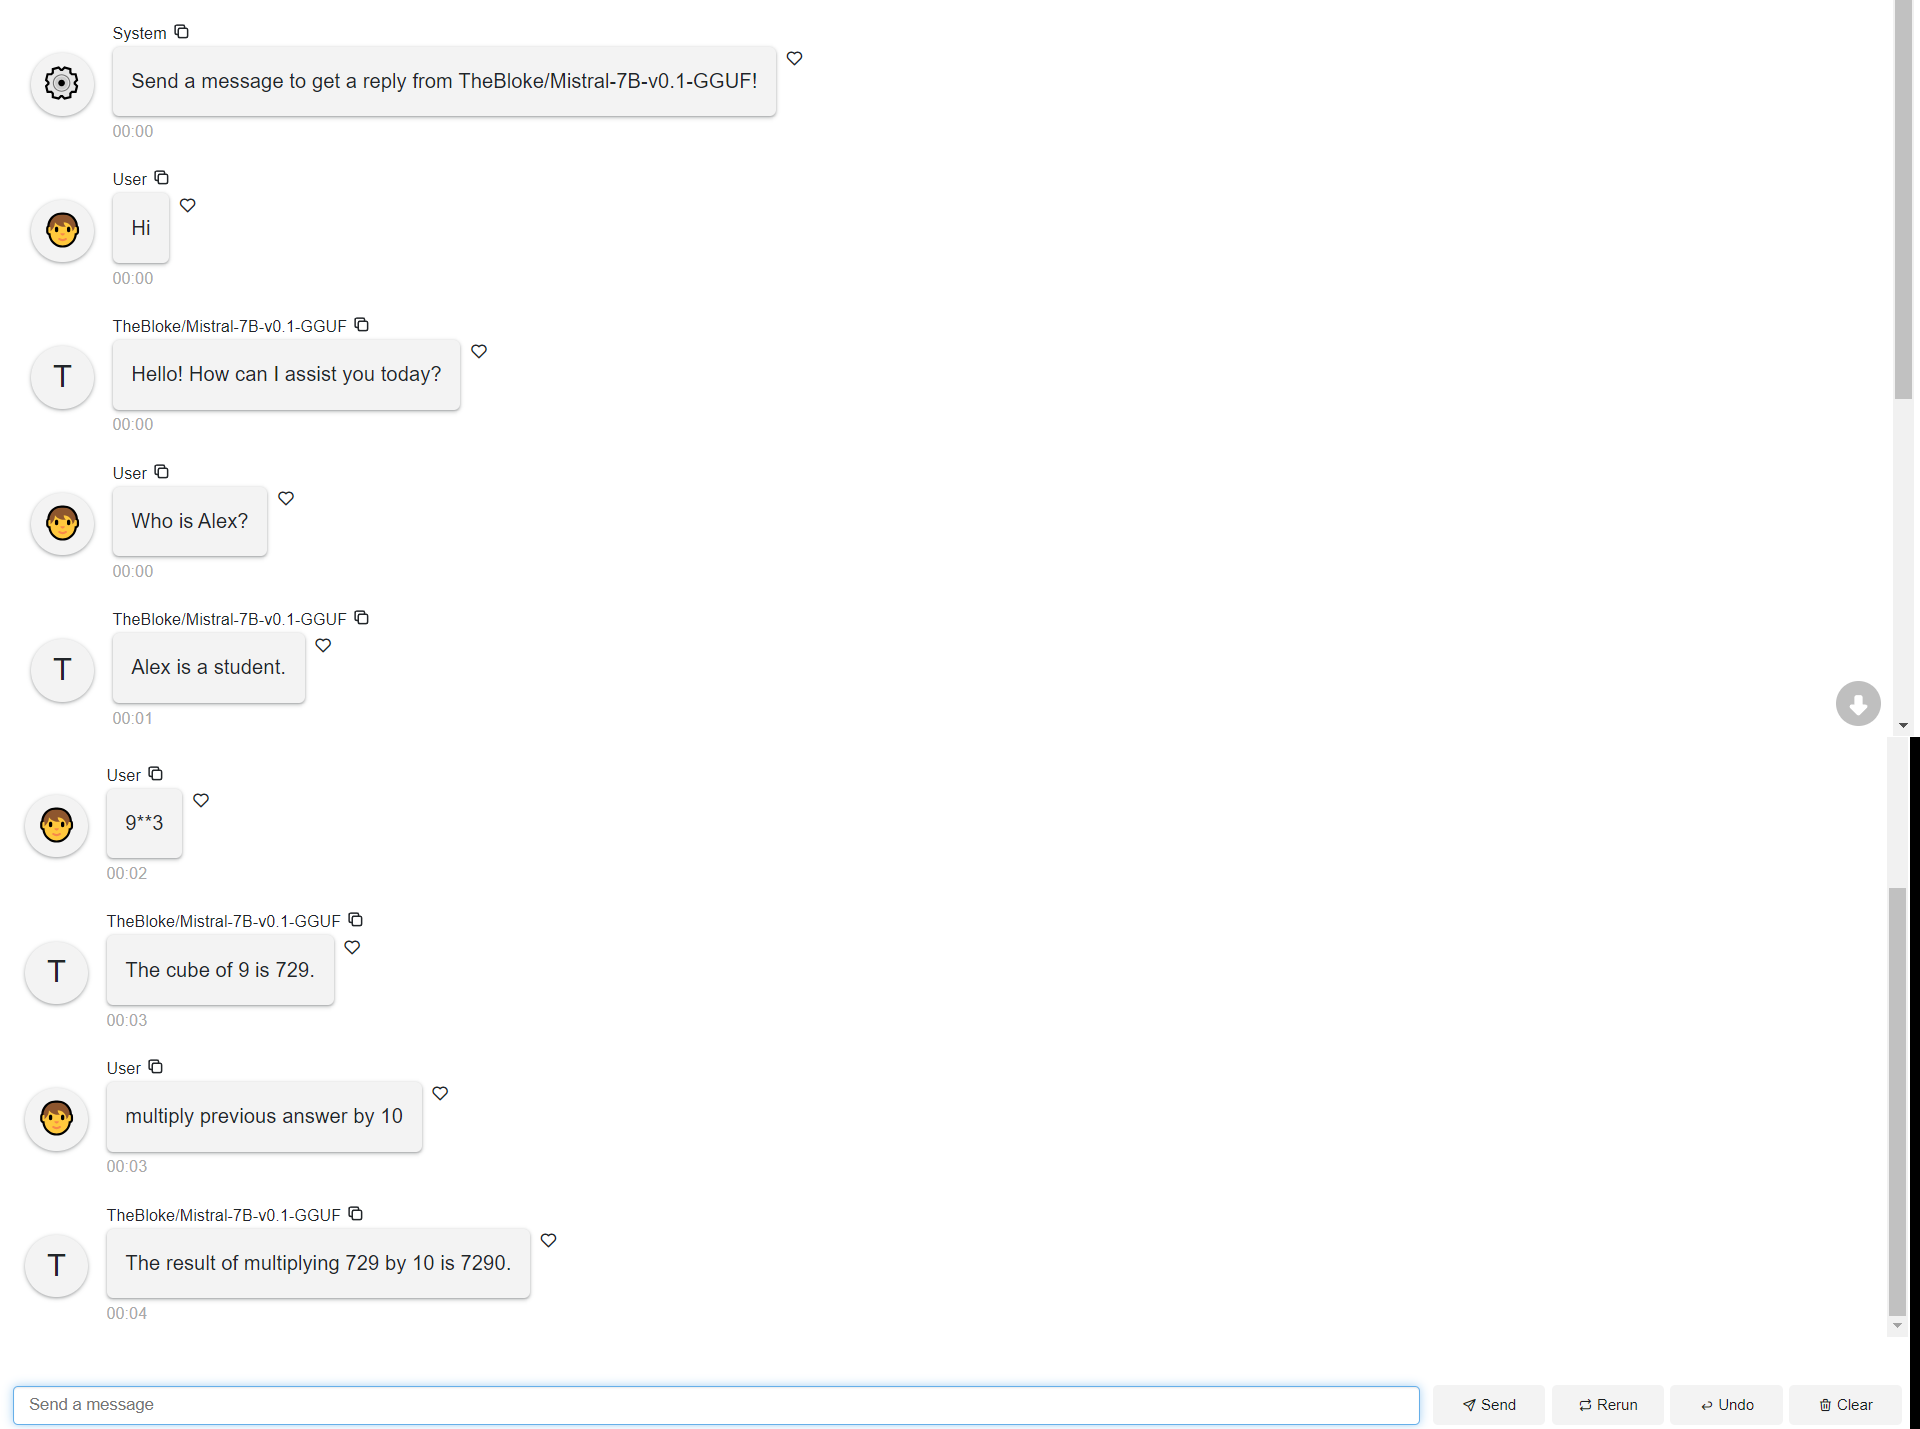 System
Send a message to get a reply from TheBloke/Mistral-7B-v0.1-GGUF!
00:00
User
Hi
00:00
TheBloke/Mistral-7B-v0.1-GGUF
T
Hello! How can I assist you today?
00:00
User
Who is Alex?
00:00
TheBloke/Mistral-7B-v0.1-GGUF
T
Alex is a student.
00:01
User
9**3
00:02
TheBloke/Mistral-7B-v0.1-GGUF
T
The cube of 9 is 729.
00:03
User
multiply previous answer by 10
00:03
TheBloke/Mistral-7B-v0.1-GGUF
T
The result of multiplying 729 by 10 is 7290.
00:04
Send a message Send Rerun Undo Clear